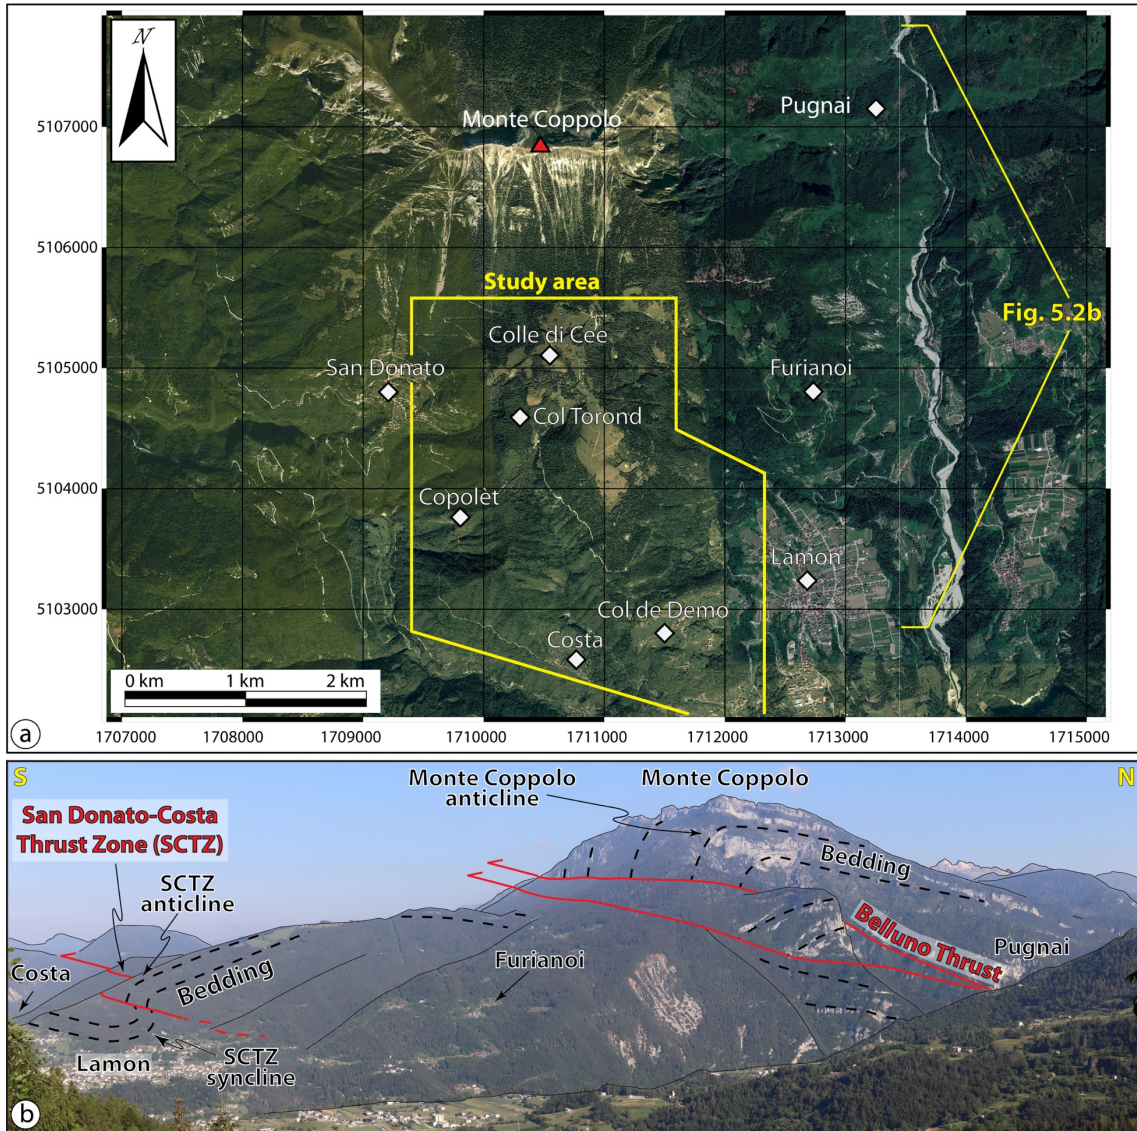 N
Monte Coppolo
Pugnai
5107000
5106000
Study area
Fig. 5.2b
Colle di Cee
5105000
San Donato
Furianoi
Col Torond
5104000
Copolèt
Lamon
5103000
Col de Demo
Costa
0 km
1 km
2 km
a
1707000
1708000
1709000
1710000
1711000
1712000
1713000
1714000
1715000
S
N
Monte Coppolo
anticline
Monte Coppolo
San Donato-Costa
Thrust Zone (SCTZ)
SCTZ
anticline
Bedding
Belluno Thrust
Pugnai
Costa
Bedding
Furianoi
Lamon
SCTZ
syncline
b